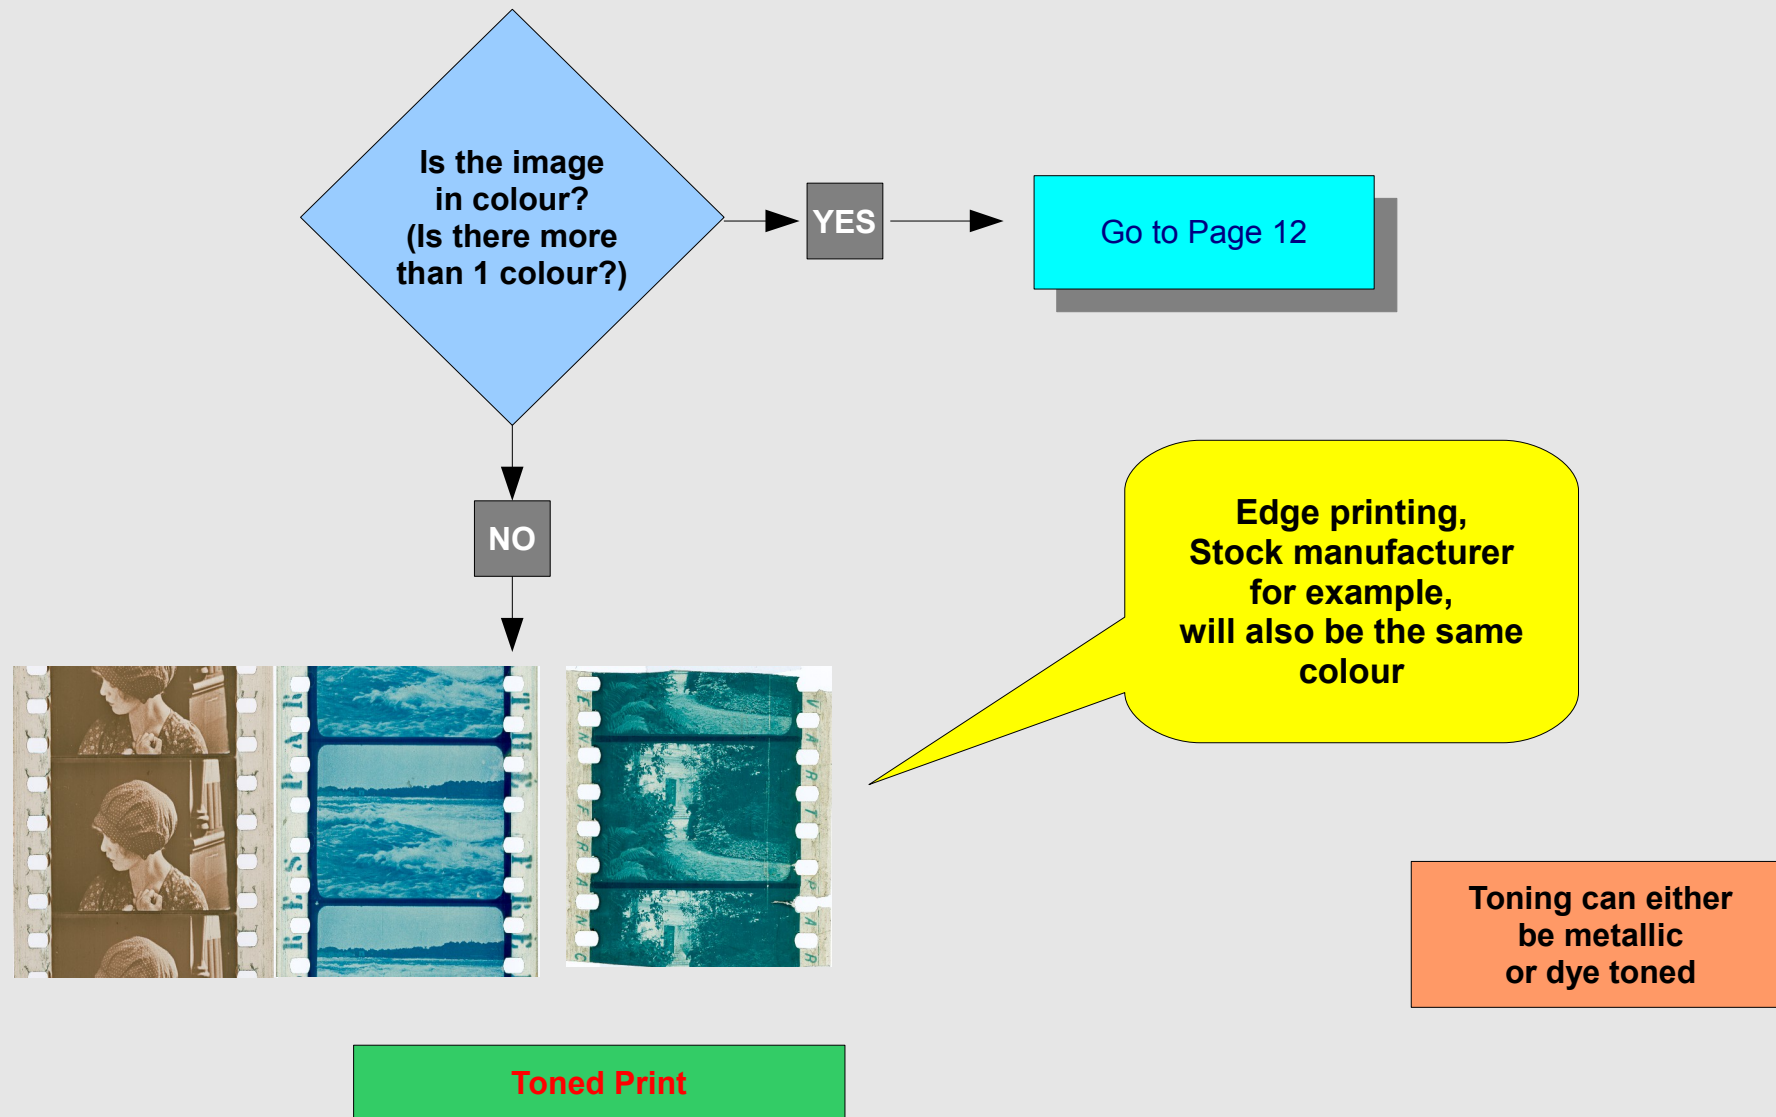 Is the image
in colour?
(Is there more
than 1 colour?)
YES
Go to Page 12
NO
Edge printing,
Stock manufacturer
for example,
will also be the same
colour
Toning can either
be metallic
or dye toned
Toned Print